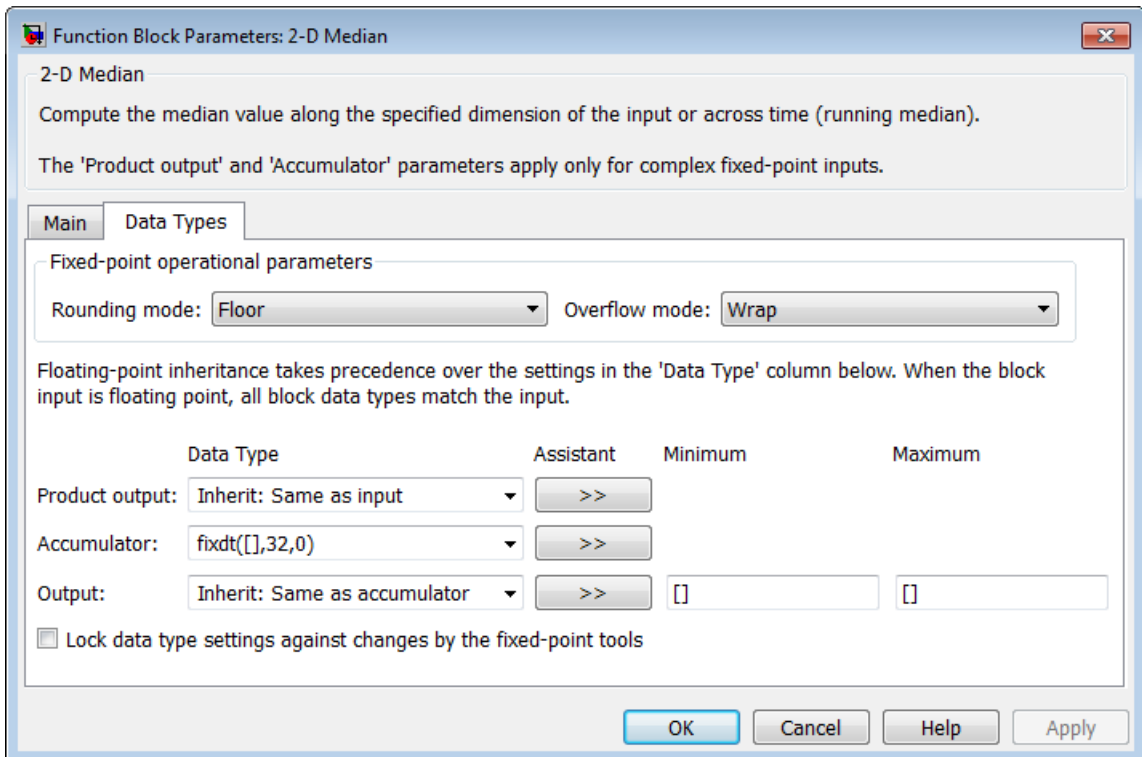 Function Block Parameters: 2-D Median
2-D Median
Compute the median value along the specified dimension of the input or across time (running median).
The 'Product output' and 'Accumulator' parameters apply only for complex fixed-point inputs.
Main Data Types
Fixed-point operational parameters
Rounding mode: Floor Overflow mode: Wrap
Floating-point inheritance takes precedence over the settings in the 'Data Type' column below. When the block
input is floating point, all block data types match the input.
Data Type Assistant Minimum Maximum
Product output: Inherit: Same as input >>
Accumulator: fixdt([],32,0) >>
Output: Inherit: Same as accumulator >> [] []
Lock data type settings against changes by the fixed-point tools
OK Cancel Help Apply